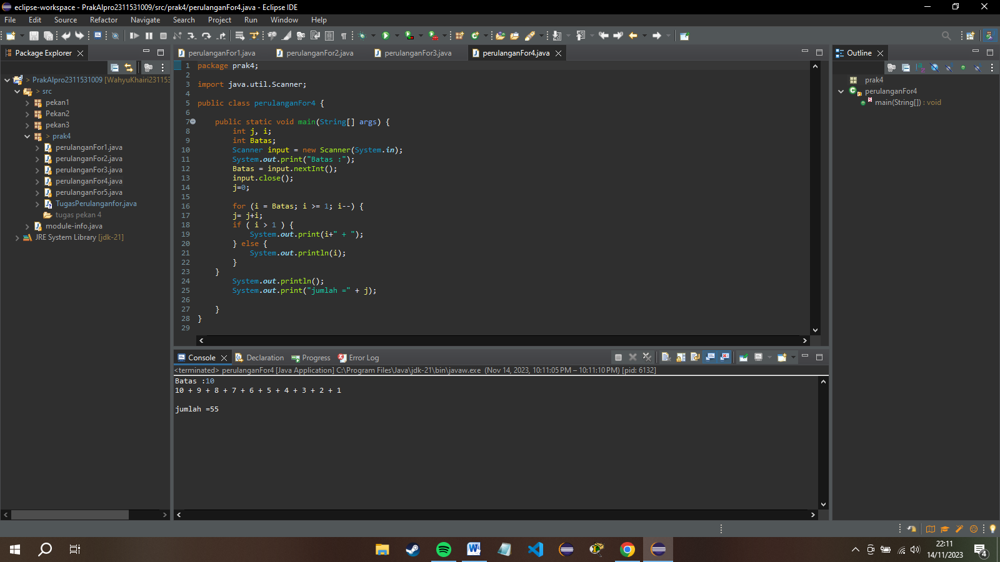 eclipse-workspace - PrakAlpro2311531009/src/prak4/perulanganFor4.java - Eclipse IDE
File Edit Source Refactor Navigate Search Project Run Window Help
Package Explorer
> PrakAlpro2311531009 [WahyuKhairi231153
> src
pekan1
Pekan2
pekan3
> prak4
perulanganFor1.java
perulanganFor2.java
perulanganFor3.java
perulanganFor4.java
perulanganFor5.java
TugasPerulanganfor.java
tugas pekan 4
module-info.java
JRE System Library [jdk-21]
perulanganFor1.java perulanganFor2.java perulanganFor3.java perulanganFor4.java
1 package prak4;
2
3 import java.util.Scanner;
4
5 public class perulanganFor4 {
6
7 public static void main(String[] args) {
8 int j, i;
9 int Batas;
10 Scanner input = new Scanner(System.in);
11 System.out.print("Batas :");
12 Batas = input.nextInt();
13 input.close();
14 j=0;
15
16 for (i = Batas; i >= 1; i--) {
17 j= j+i;
18 if ( i > 1 ) {
19 System.out.print(i+" + ");
20 } else {
21 System.out.println(i);
22 }
23 }
24 System.out.println();
25 System.out.print("jumlah =" + j);
26
27 }
28 }
29
Console Declaration Progress Error Log
<terminated> perulanganFor4 [Java Application] C:\Program Files\Java\jdk-21\bin\javaw.exe (Nov 14, 2023, 10:11:05 PM – 10:11:10 PM) [pid: 6132]
Batas :10
10 + 9 + 8 + 7 + 6 + 5 + 4 + 3 + 2 + 1
jumlah =55
Outline
prak4
perulanganFor4
main(String[]) : void
22:11
14/11/2023
4